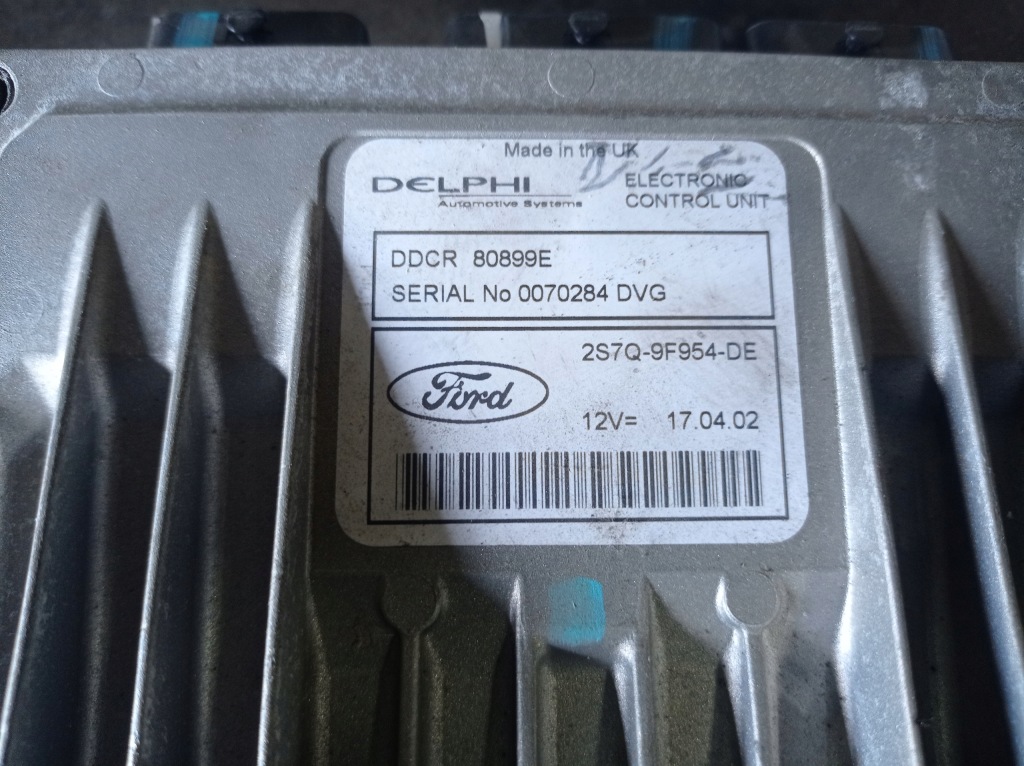 Made in the UK
DELPHI
Automotive Systems
ELECTRONIC
CONTROL UNIT
DDCR 80899E
SERIAL No 0070284 DVG
2S7Q-9F954-DE
Ford
12V= 17.04.02